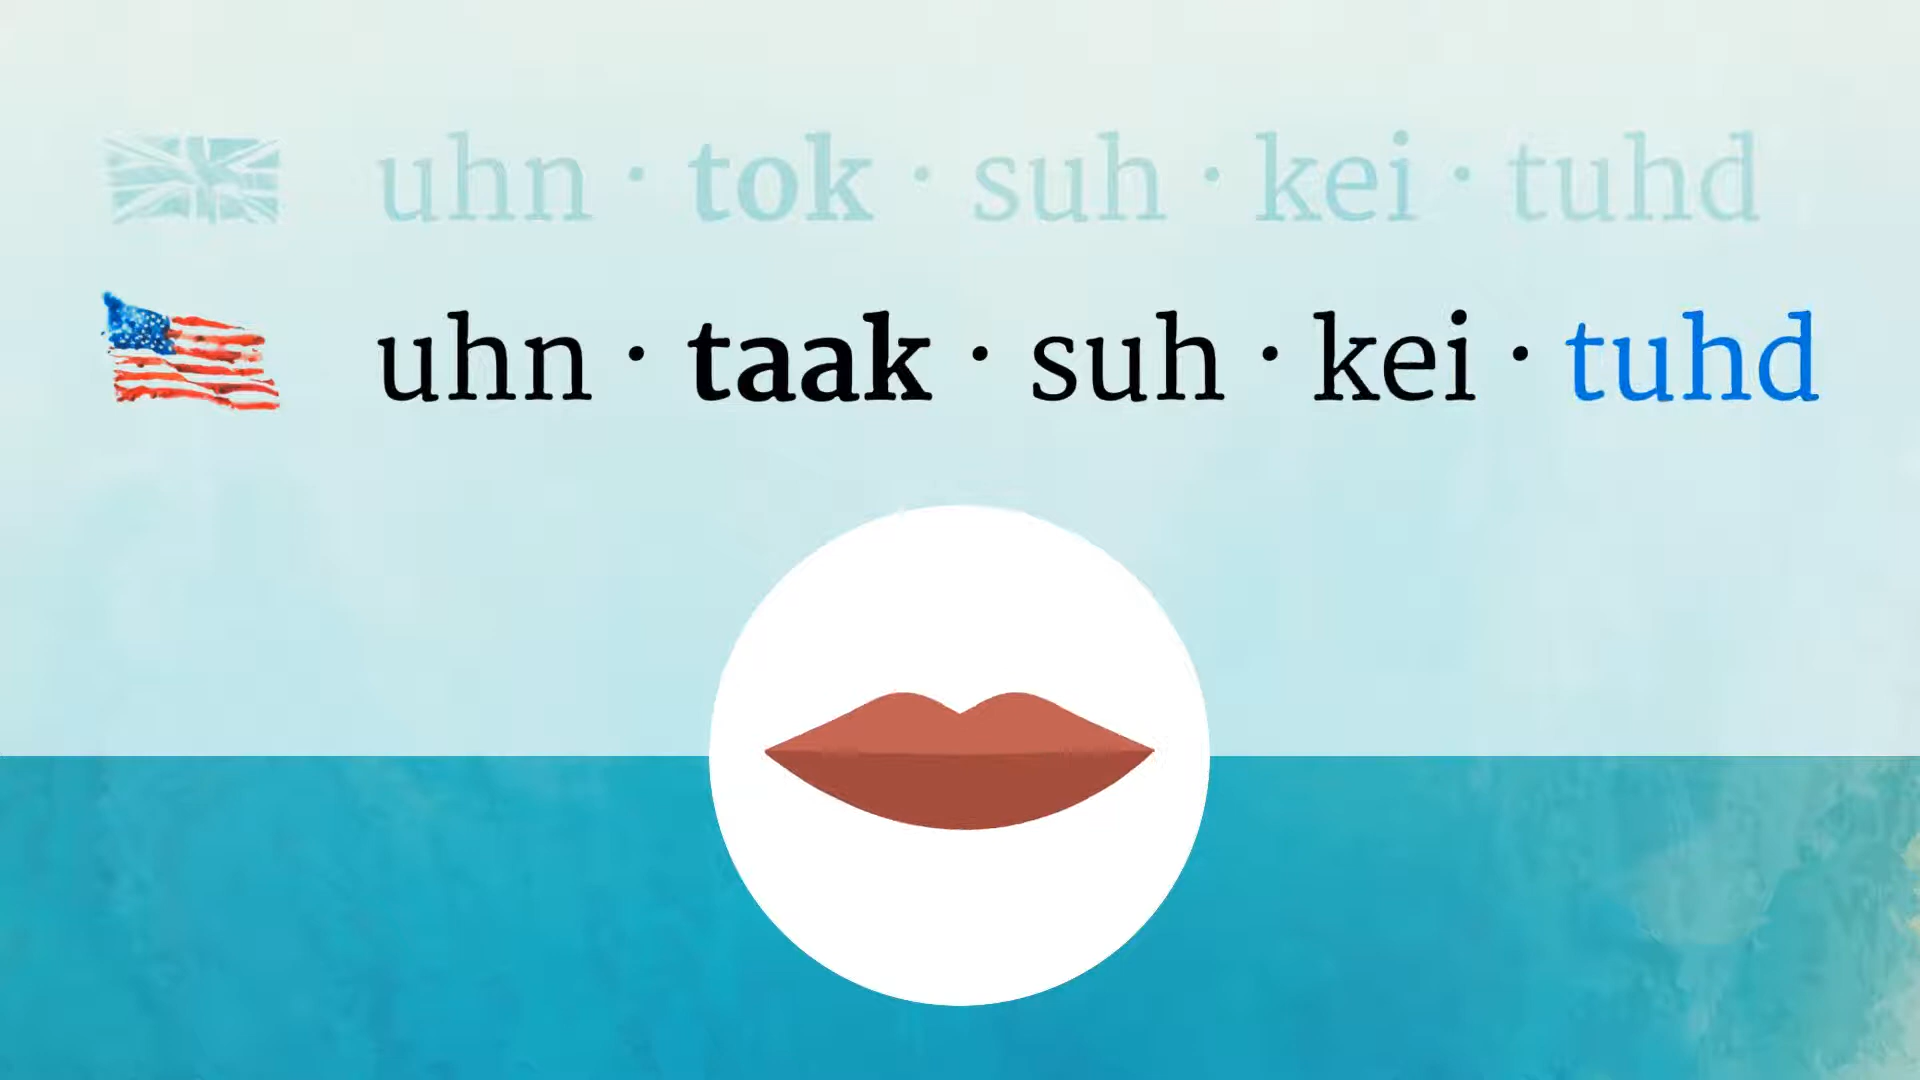 uhn · tok · suh · kei · tuhd
uhn · taak · suh · kei · tuhd